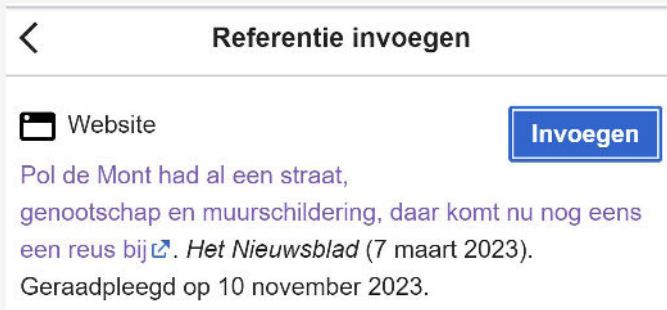 Referentie invoegen
Website
Invoegen
Pol de Mont had al een straat,
genootschap en muurschildering, daar komt nu nog eens
een reus bij. Het Nieuwsblad (7 maart 2023).
Geraadpleegd op 10 november 2023.